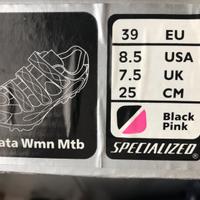 ata Wmn Mtb
39 EU
8.5 USA
7.5 UK
25 CM
Black
Pink
SPECIALIZED